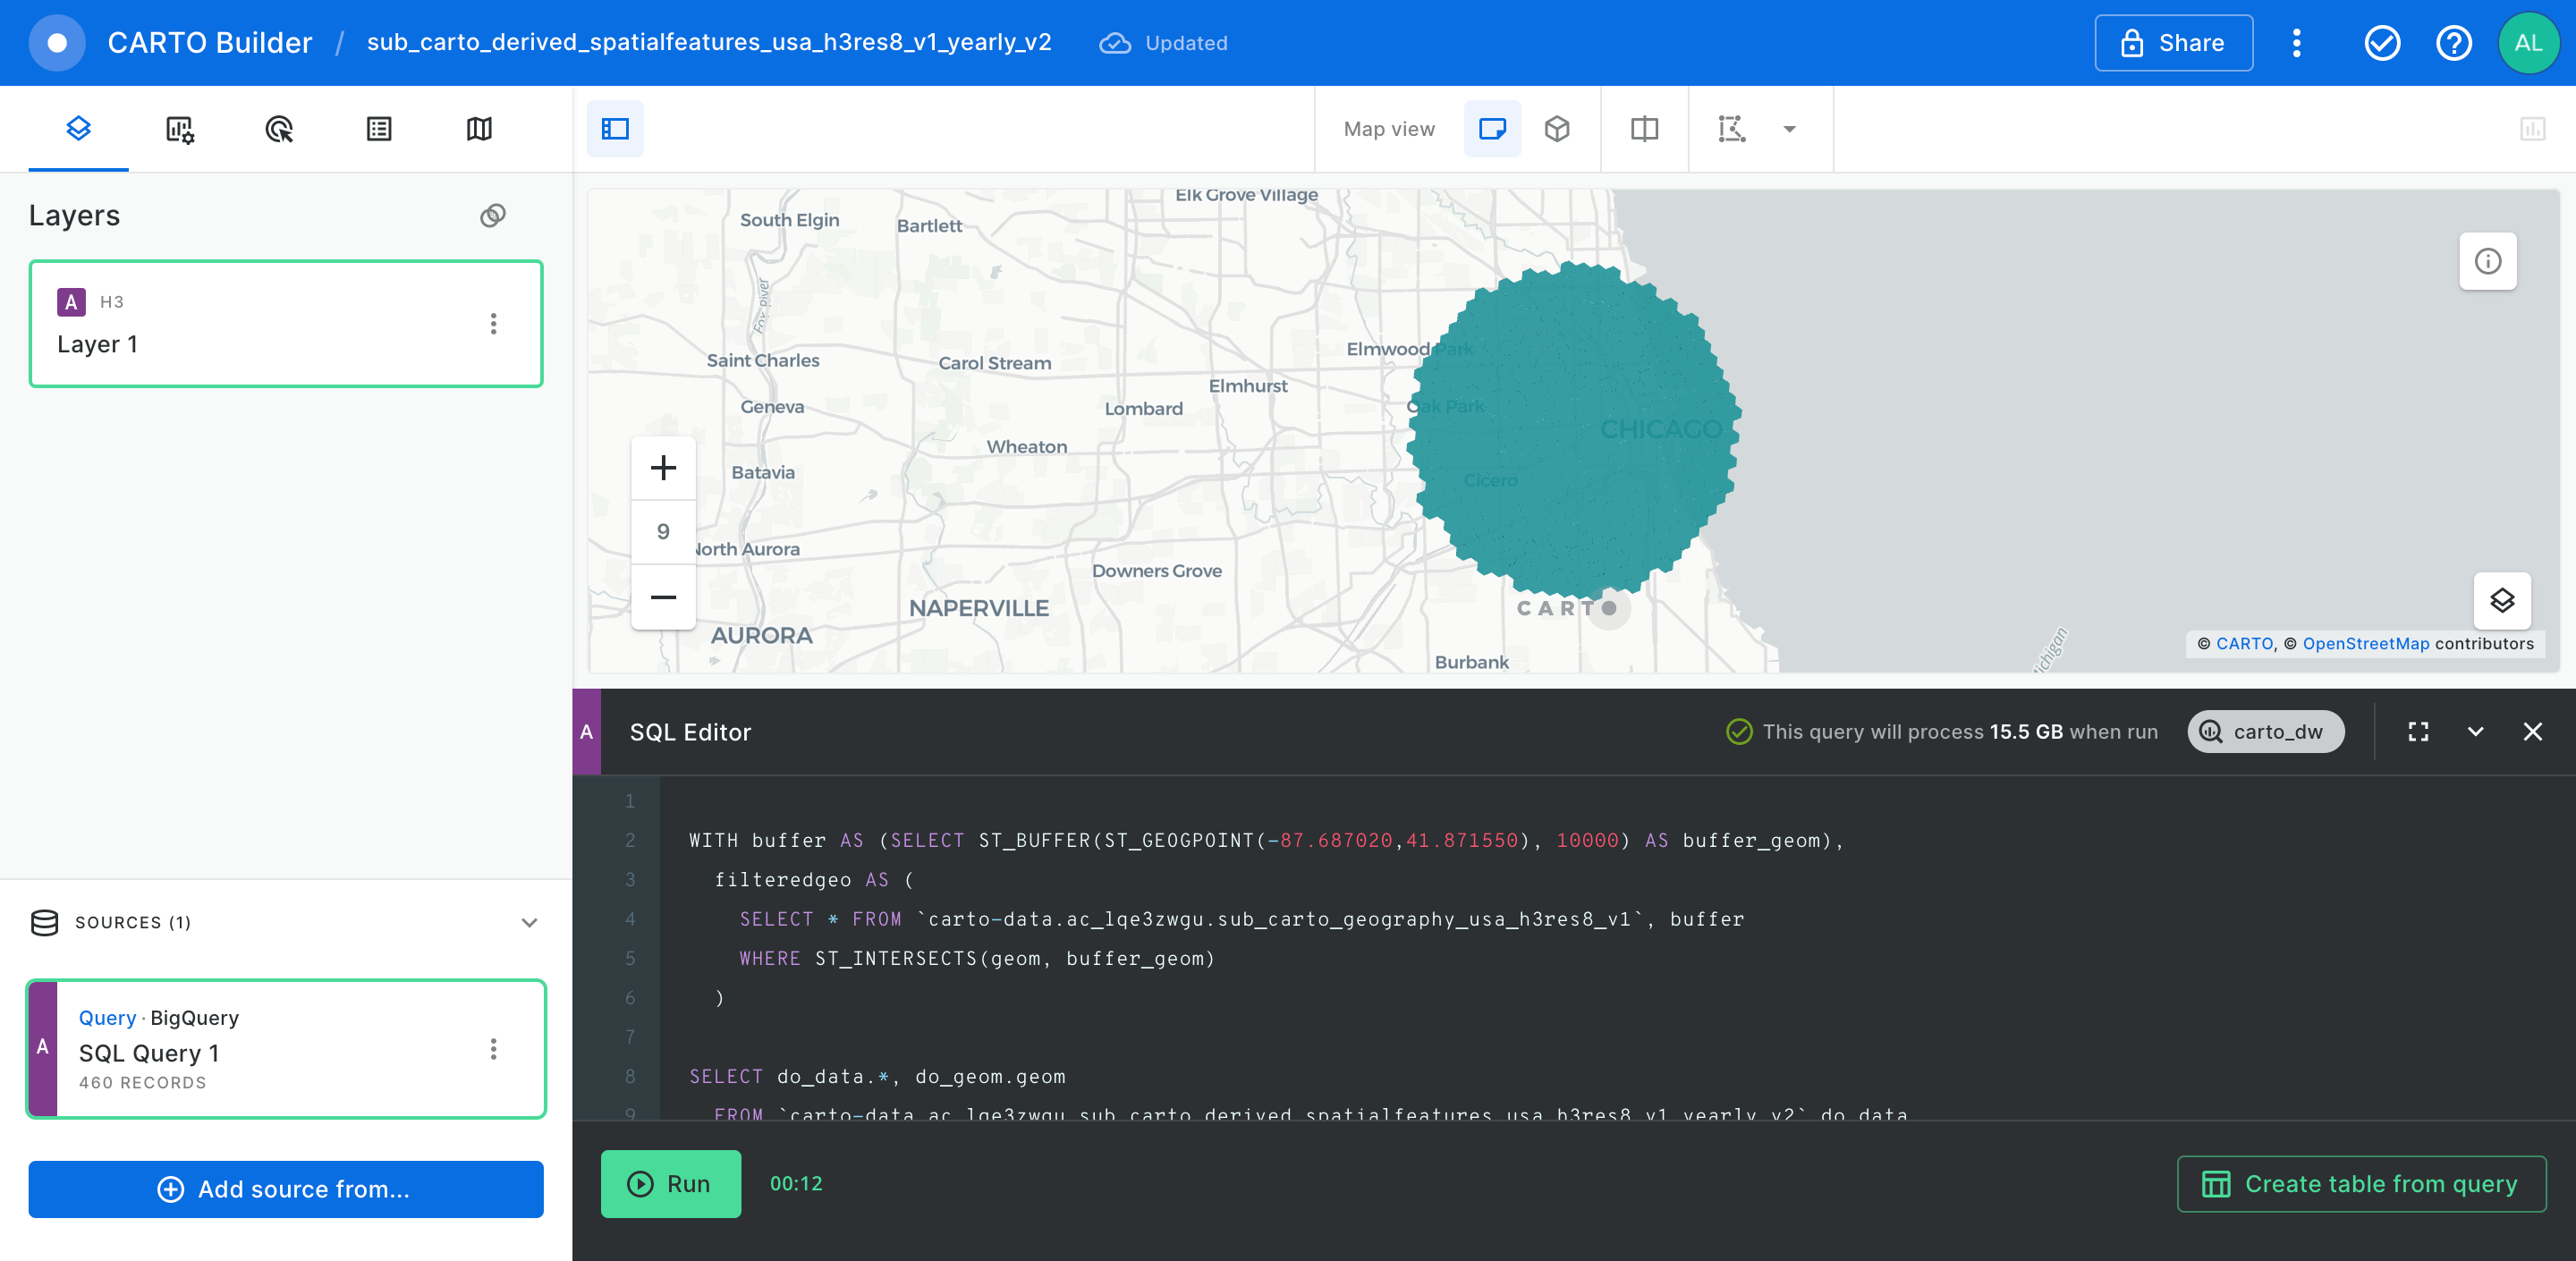 CARTO Builder / sub_carto_derived_spatialfeatures_usa_h3res8_v1_yearly_v2 Updated
Share
AL
Map view
Layers
A H3
Layer 1
Elk Grove Village
South Elgin
Bartlett
Fox River
Elmwood Park
Saint Charles
Carol Stream
Elmhurst
Geneva
Lombard
Oak Park
CHICAGO
Wheaton
Batavia
Cicero
9
North Aurora
Downers Grove
NAPERVILLE
CARTO
AURORA
Burbank
© CARTO, © OpenStreetMap contributors
A
SQL Editor
This query will process 15.5 GB when run
carto_dw
1
2 WITH buffer AS (SELECT ST_BUFFER(ST_GEOGPOINT(-87.687020,41.871550), 10000) AS buffer_geom),
3 filteredgeo AS (
4 SELECT * FROM `carto-data.ac_lqe3zwgu.sub_carto_geography_usa_h3res8_v1`, buffer
5 WHERE ST_INTERSECTS(geom, buffer_geom)
6 )
7
8 SELECT do_data.*, do_geom.geom
9 FROM `carto-data.ac_lqe3zwgu.sub_carto_derived_spatialfeatures_usa_h3res8_v1_yearly_v2` do_data
SOURCES (1)
A
Query · BigQuery
SQL Query 1
460 RECORDS
Add source from...
Run
00:12
Create table from query